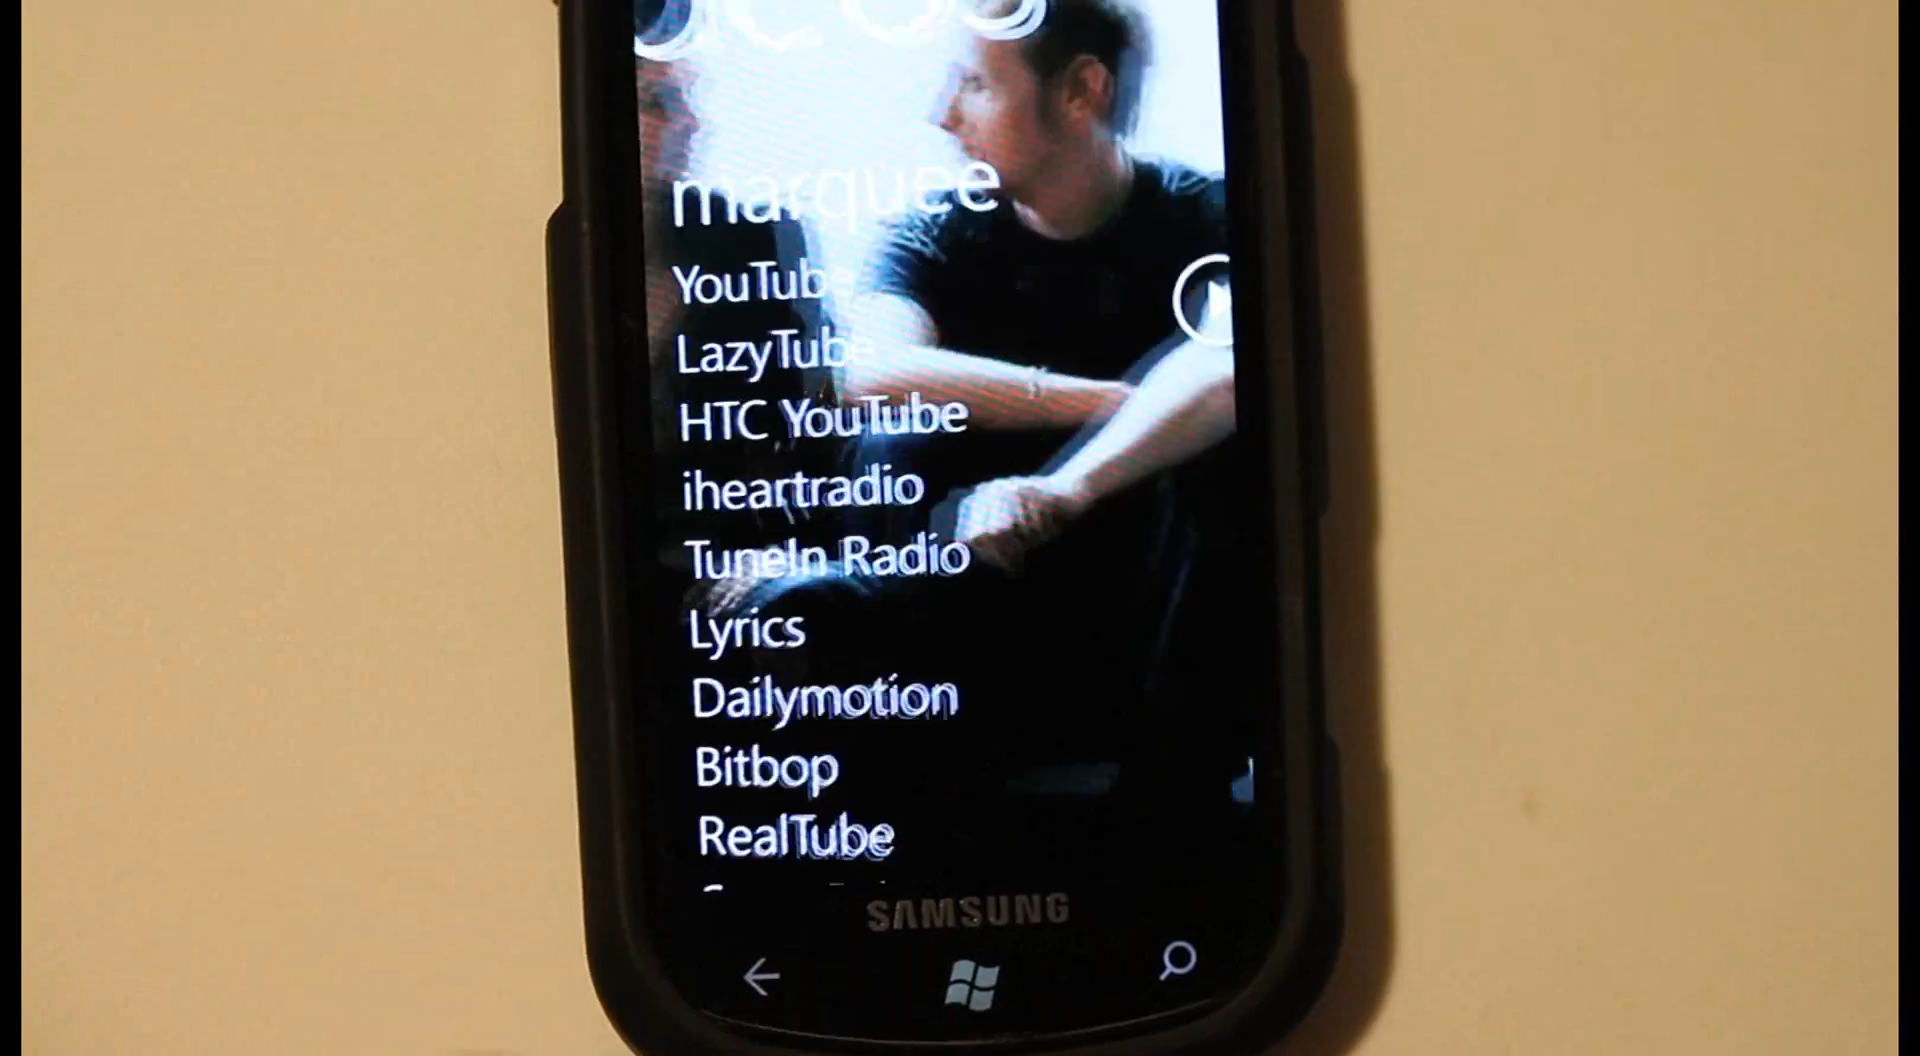 marquee
YouTube
LazyTube
HTC YouTube
iheartradio
TuneIn Radio
Lyrics
Dailymotion
Bitbop
RealTube
SAMSUNG